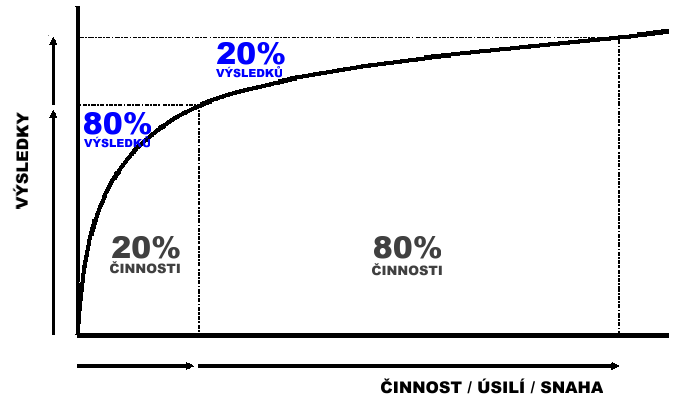 20%
VÝSLEDKŮ
80%
VÝSLEDKŮ
VÝSLEDKY
20%
ČINNOSTI
80%
ČINNOSTI
ČINNOST / ÚSILÍ / SNAHA